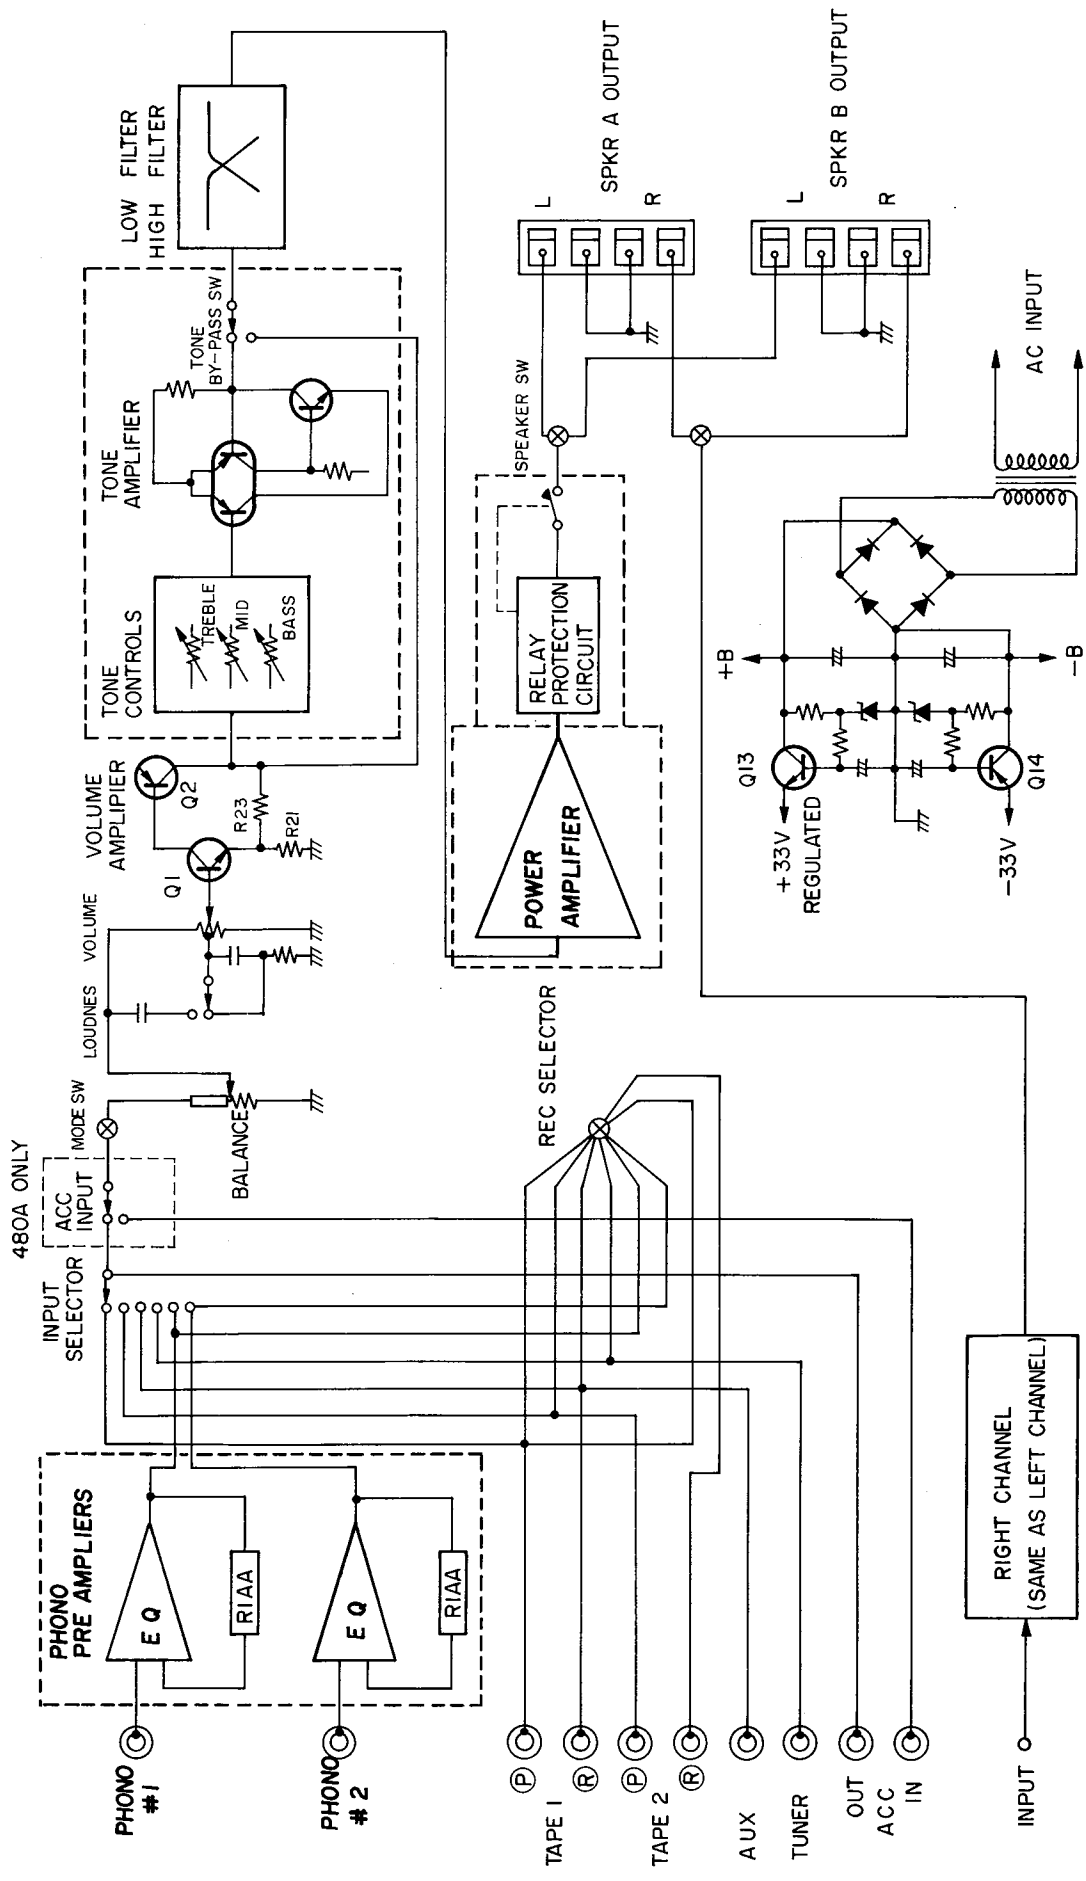 PHONO
PRE AMPLIERS
PHONO
#1
EQ
RIAA
PHONO
#2
EQ
RIAA
INPUT
SELECTOR
480A ONLY
ACC
INPUT
MODE SW
BALANCE
LOUDNES
VOLUME
VOLUME
AMPLIPIER
Q1
Q2
R23
R21
TONE
CONTROLS
TREBLE
MID
BASS
TONE
AMPLIFIER
TONE
BY-PASS SW
LOW FILTER
HIGH FILTER
TAPE 1
P
R
TAPE 2
P
R
AUX
TUNER
OUT
ACC
IN
REC SELECTOR
POWER
AMPLIFIER
RELAY
PROTECTION
CIRCUIT
SPEAKER SW
L
R
SPKR A OUTPUT
L
R
SPKR B OUTPUT
INPUT
RIGHT CHANNEL
(SAME AS LEFT CHANNEL)
+33V
REGULATED
-33V
Q13
Q14
+B
-B
AC INPUT